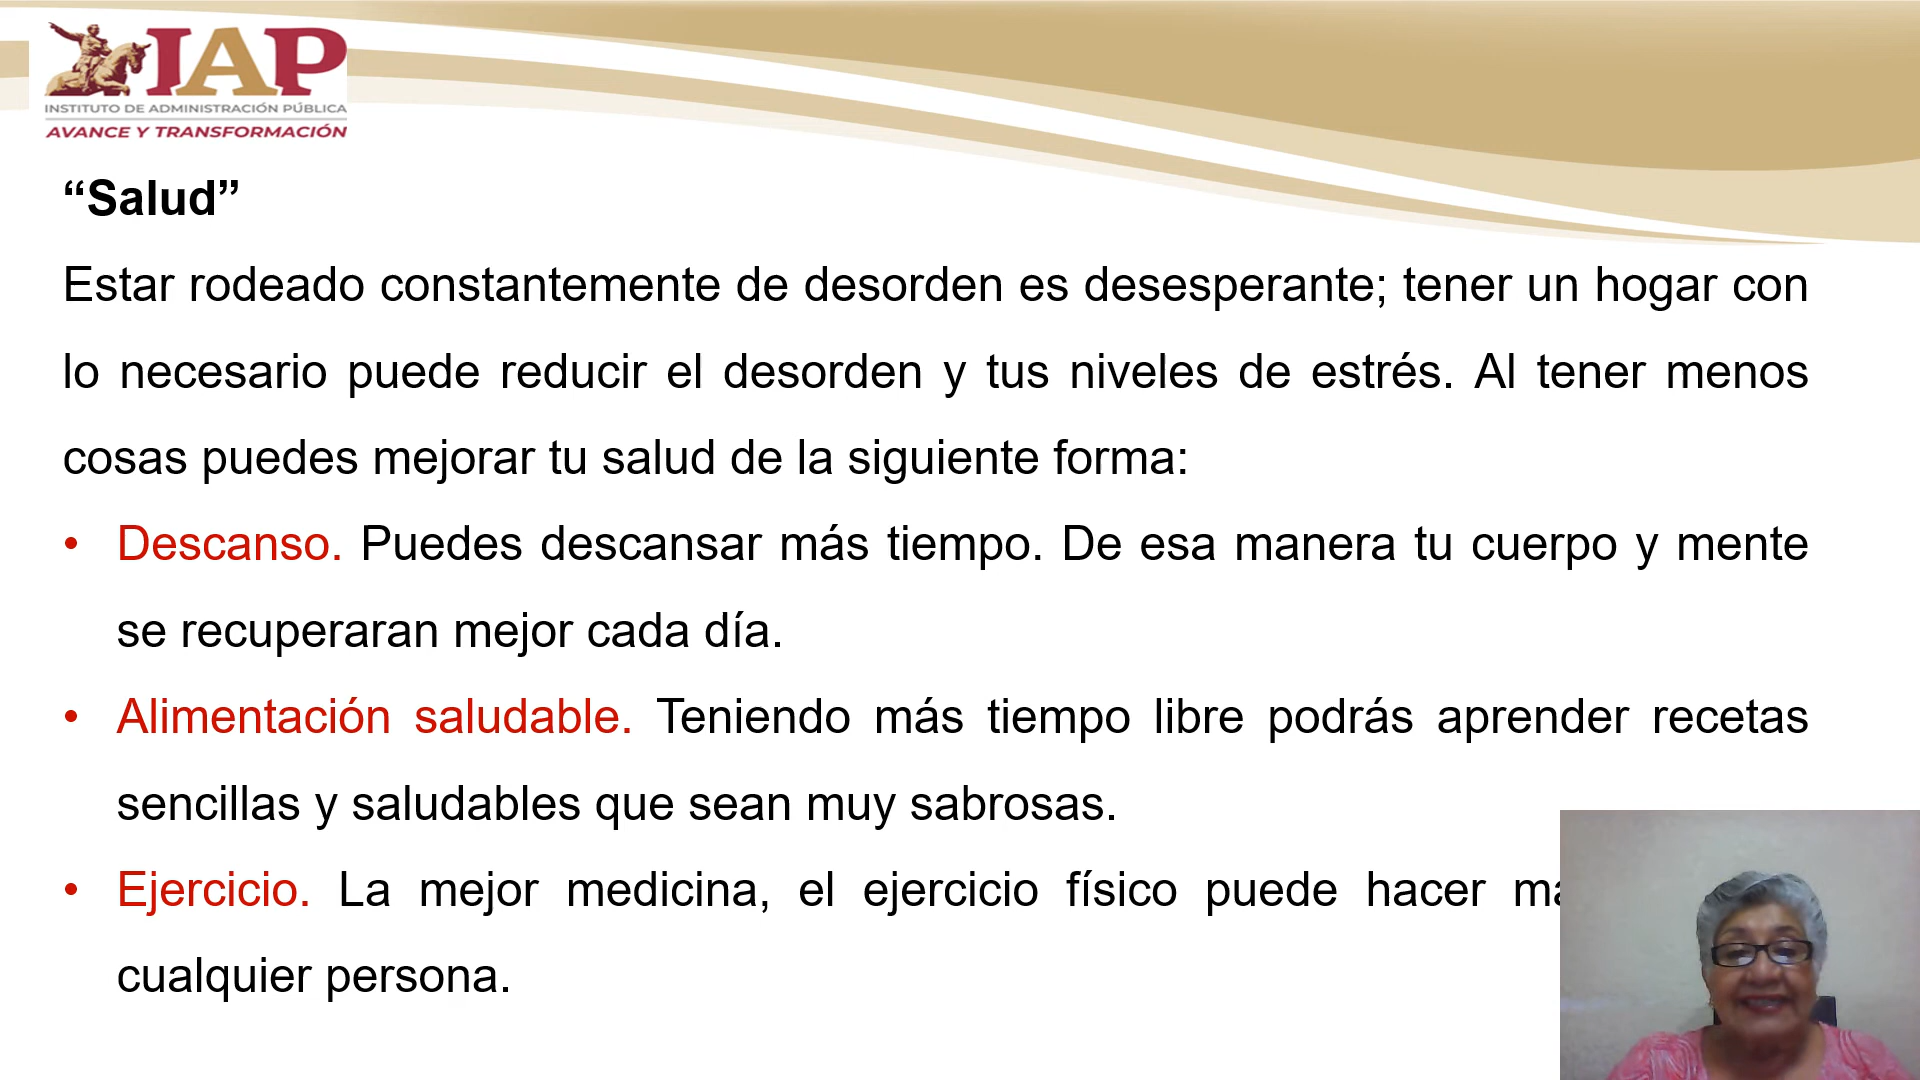 IAP
INSTITUTO DE ADMINISTRACIÓN PÚBLICA
AVANCE Y TRANSFORMACIÓN
“Salud”
Estar rodeado constantemente de desorden es desesperante; tener un hogar con
lo necesario puede reducir el desorden y tus niveles de estrés. Al tener menos
cosas puedes mejorar tu salud de la siguiente forma:
• Descanso. Puedes descansar más tiempo. De esa manera tu cuerpo y mente
se recuperaran mejor cada día.
• Alimentación saludable. Teniendo más tiempo libre podrás aprender recetas
sencillas y saludables que sean muy sabrosas.
• Ejercicio. La mejor medicina, el ejercicio físico puede hacer
cualquier persona.